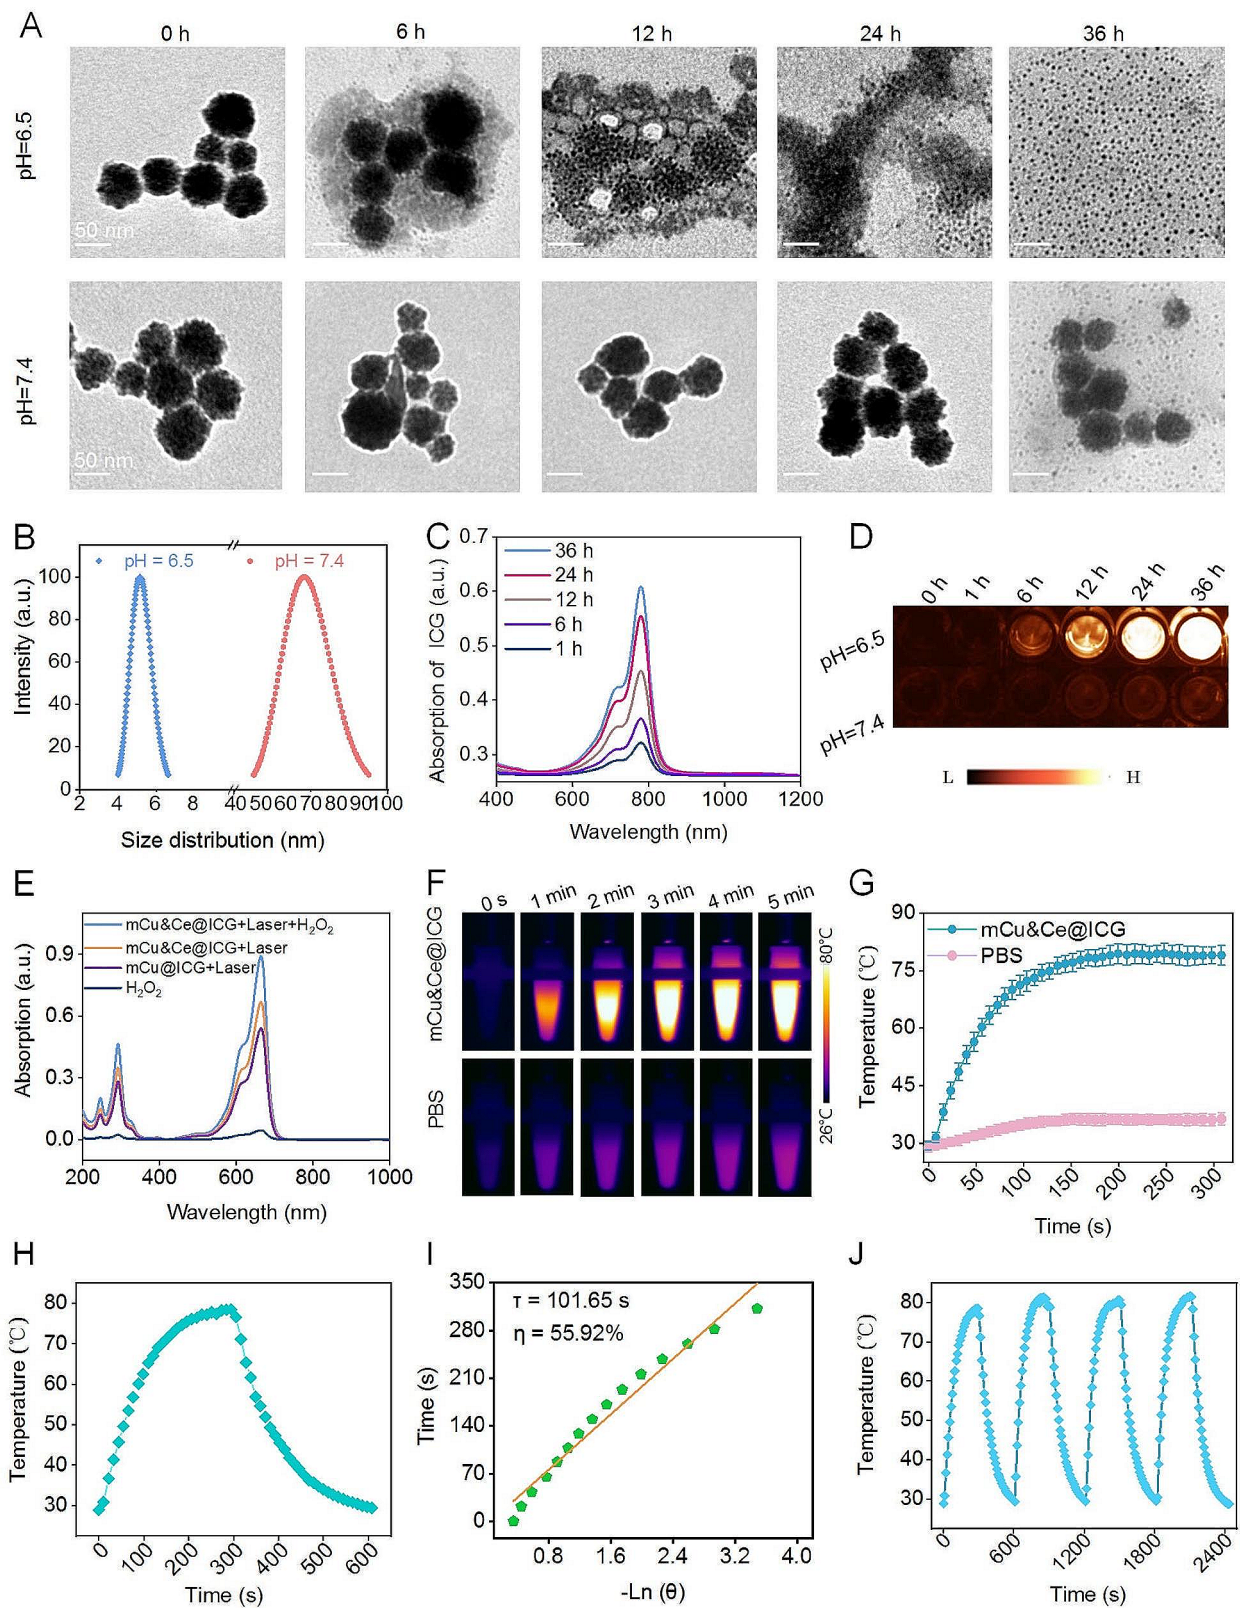 A
0 h
6 h
12 h
24 h
36 h
pH=6.5
50 nm
pH=7.4
50 nm
B
pH = 6.5
pH = 7.4
100
80
60
40
20
0
2
4
6
8
40
50
60
70
80
90
100
Intensity (a.u.)
Size distribution (nm)
C
0.7
0.6
0.5
0.4
0.3
36 h
24 h
12 h
6 h
1 h
400
600
800
1000
1200
Absorption of ICG (a.u.)
Wavelength (nm)
D
0 h
1 h
6 h
12 h
24 h
36 h
pH=6.5
pH=7.4
L
H
E
mCu&Ce@ICG+Laser+H₂O₂
mCu&Ce@ICG+Laser
mCu@ICG+Laser
H₂O₂
0.9
0.6
0.3
0.0
200
400
600
800
1000
Absorption (a.u.)
Wavelength (nm)
F
0 s
1 min
2 min
3 min
4 min
5 min
mCu&Ce@ICG
PBS
80°C
26°C
G
mCu&Ce@ICG
PBS
90
75
60
45
30
0
50
100
150
200
250
300
Temperature (℃)
Time (s)
H
80
70
60
50
40
30
0
100
200
300
400
500
600
Temperature (℃)
Time (s)
I
τ = 101.65 s
η = 55.92%
350
280
210
140
70
0
0.8
1.6
2.4
3.2
4.0
Time (s)
-Ln (θ)
J
80
70
60
50
40
30
0
600
1200
1800
2400
Temperature (℃)
Time (s)